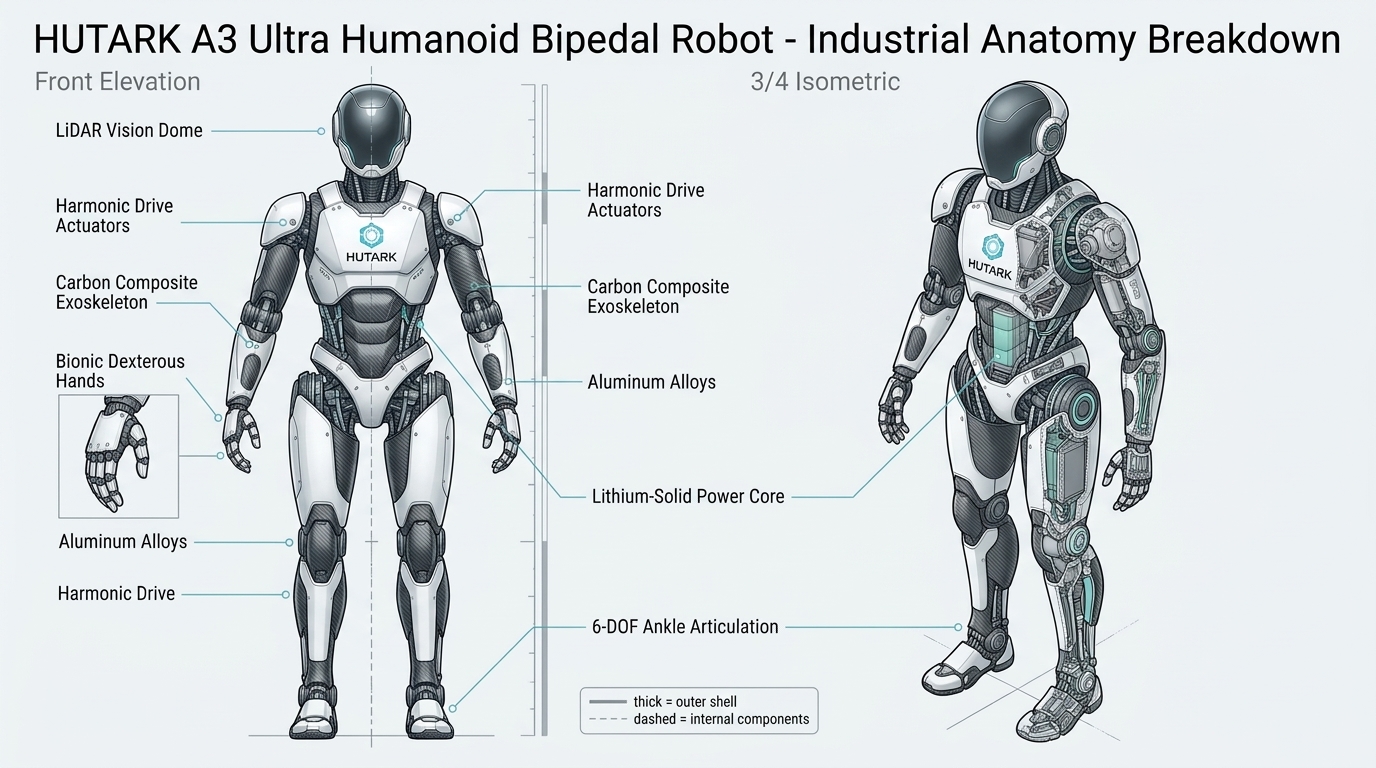 HUTARK A3 Ultra Humanoid Bipedal Robot - Industrial Anatomy Breakdown
Front Elevation
3/4 Isometric
LiDAR Vision Dome
Harmonic Drive
Actuators
Carbon Composite
Exoskeleton
Bionic Dexterous
Hands
Aluminum Alloys
Harmonic Drive
HUTARK
Harmonic Drive
Actuators
Carbon Composite
Exoskeleton
Aluminum Alloys
Lithium-Solid Power Core
6-DOF Ankle Articulation
thick = outer shell
dashed = internal components
HUTARK